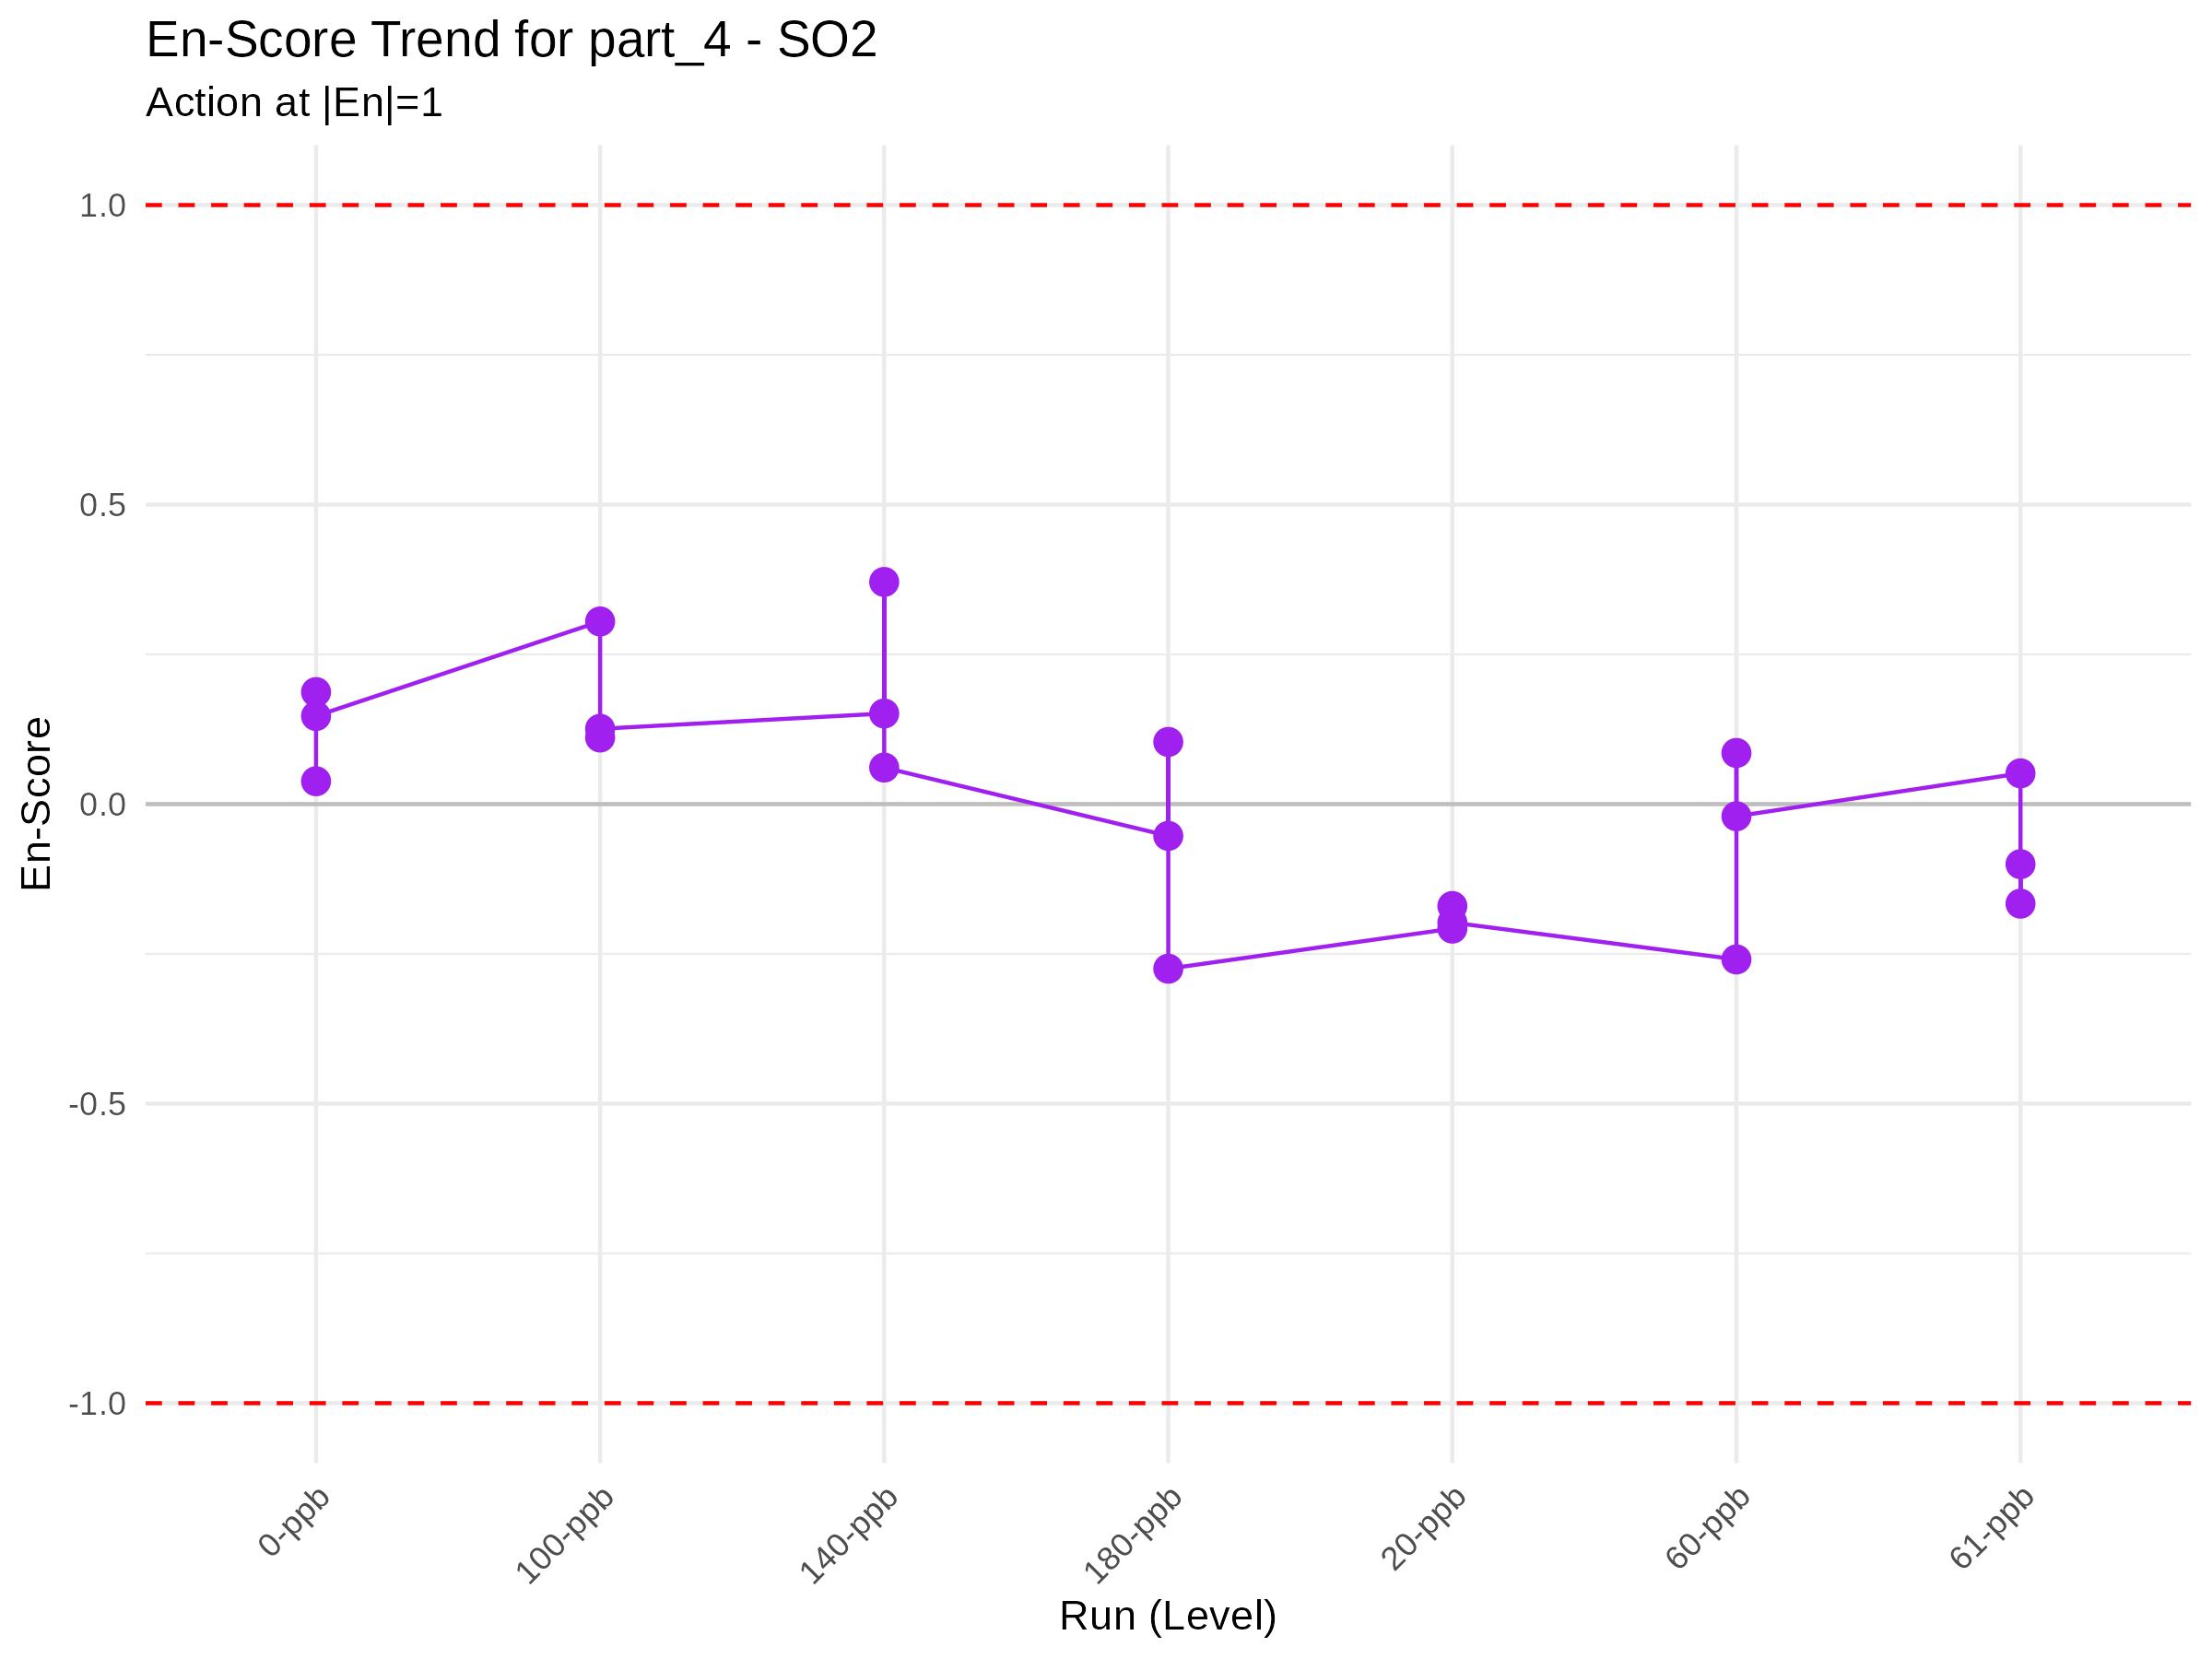 En-Score Trend for part_4 - SO2
Action at |En|=1
1.0
0.5
0.0
-0.5
-1.0
En-Score
0-ppb
100-ppb
140-ppb
180-ppb
20-ppb
60-ppb
61-ppb
Run (Level)